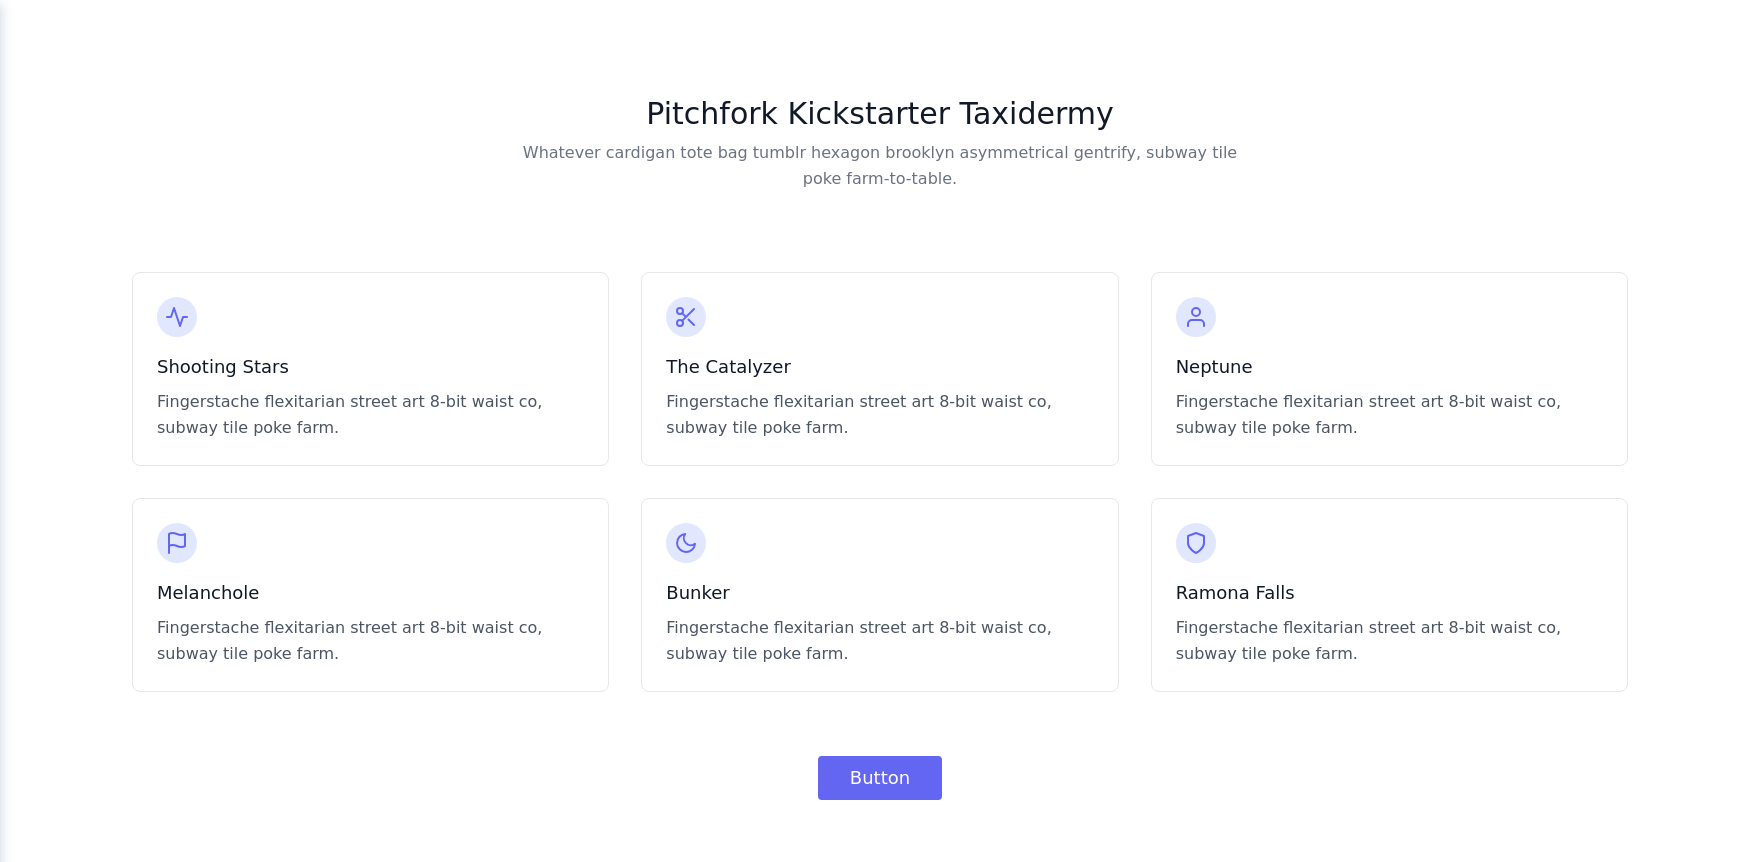 Pitchfork Kickstarter Taxidermy
Whatever cardigan tote bag tumblr hexagon brooklyn asymmetrical gentrify, subway tile
poke farm-to-table.
Shooting Stars
Fingerstache flexitarian street art 8-bit waist co,
subway tile poke farm.
The Catalyzer
Fingerstache flexitarian street art 8-bit waist co,
subway tile poke farm.
Neptune
Fingerstache flexitarian street art 8-bit waist co,
subway tile poke farm.
Melanchole
Fingerstache flexitarian street art 8-bit waist co,
subway tile poke farm.
Bunker
Fingerstache flexitarian street art 8-bit waist co,
subway tile poke farm.
Ramona Falls
Fingerstache flexitarian street art 8-bit waist co,
subway tile poke farm.
Button